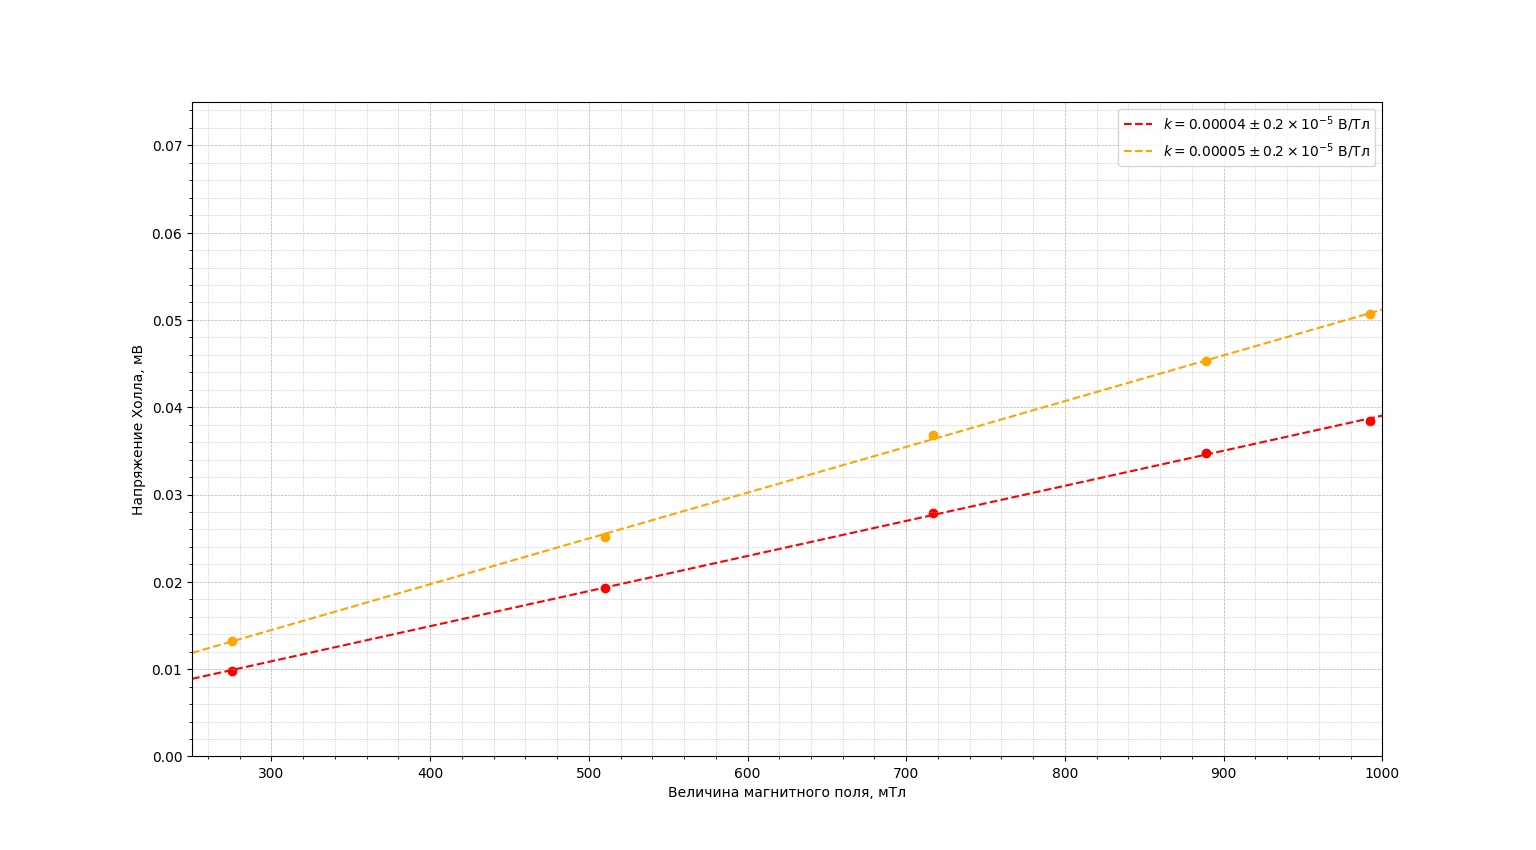 k = 0.00004 ± 0.2 × 10⁻⁵ В/Тл
k = 0.00005 ± 0.2 × 10⁻⁵ В/Тл
0.07
0.06
0.05
0.04
0.03
0.02
0.01
0.00
Напряжение Холла, мВ
300 400 500 600 700 800 900 1000
Величина магнитного поля, мТл